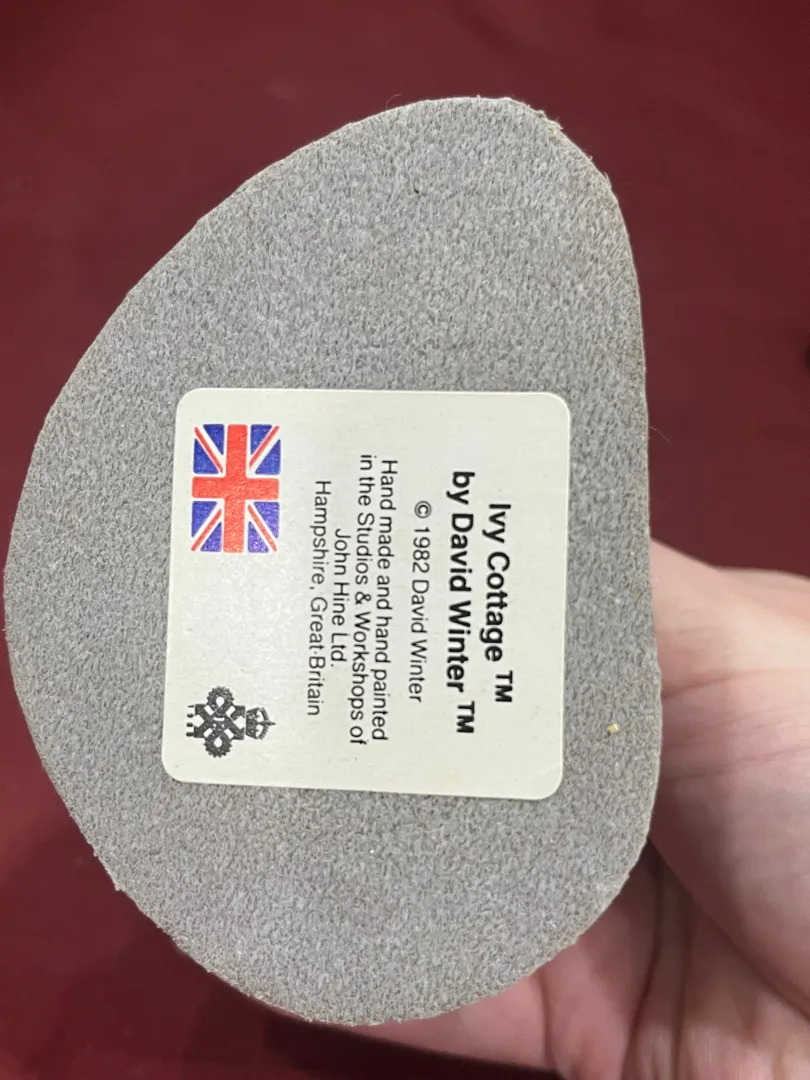 Ivy Cottage ™
by David Winter ™
© 1982 David Winter
Hand made and hand painted
in the Studios & Workshops of
John Hine Ltd.
Hampshire, Great Britain